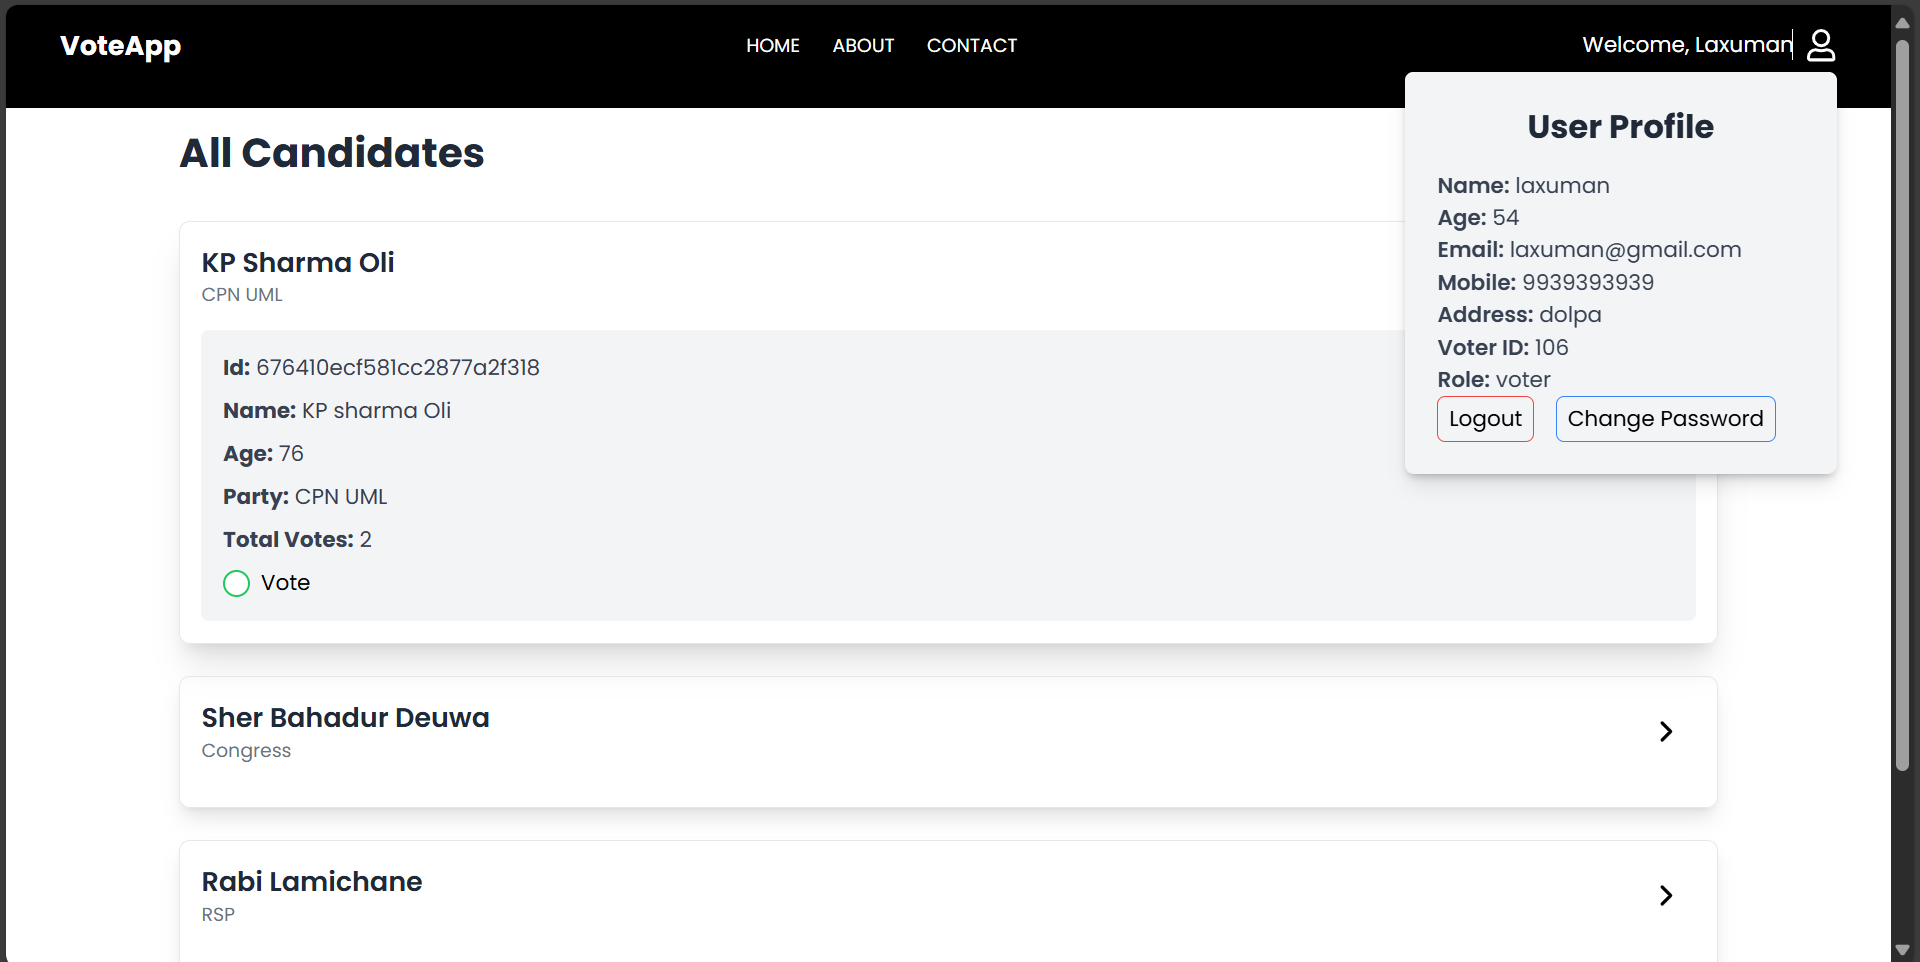 VoteApp
HOME ABOUT CONTACT
Welcome, Laxuman
User Profile
Name: laxuman
Age: 54
Email: laxuman@gmail.com
Mobile: 9939393939
Address: dolpa
Voter ID: 106
Role: voter
Logout Change Password
All Candidates
KP Sharma Oli
CPN UML
Id: 676410ecf581cc2877a2f318
Name: KP sharma Oli
Age: 76
Party: CPN UML
Total Votes: 2
Vote
Sher Bahadur Deuwa
Congress
Rabi Lamichane
RSP